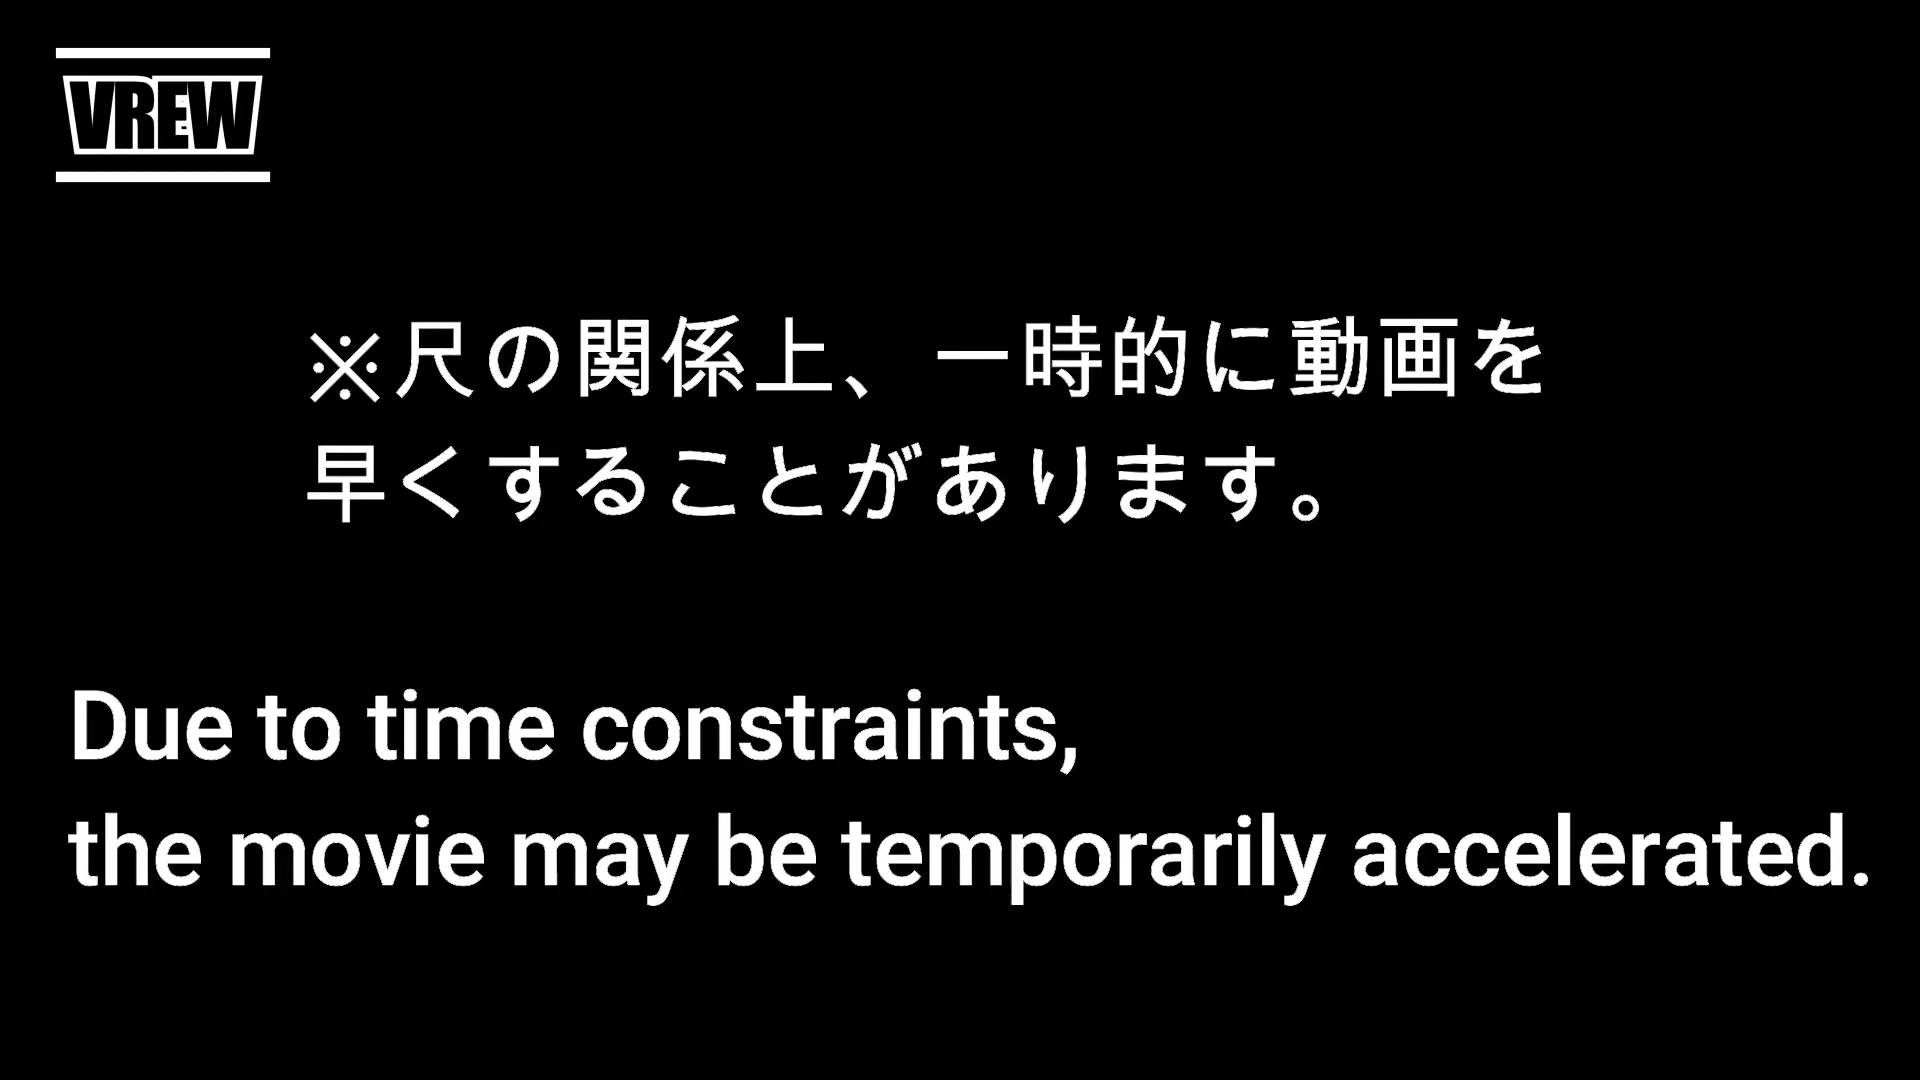 VREW
※尺の関係上、一時的に動画を
早くすることがあります。
Due to time constraints,
the movie may be temporarily accelerated.